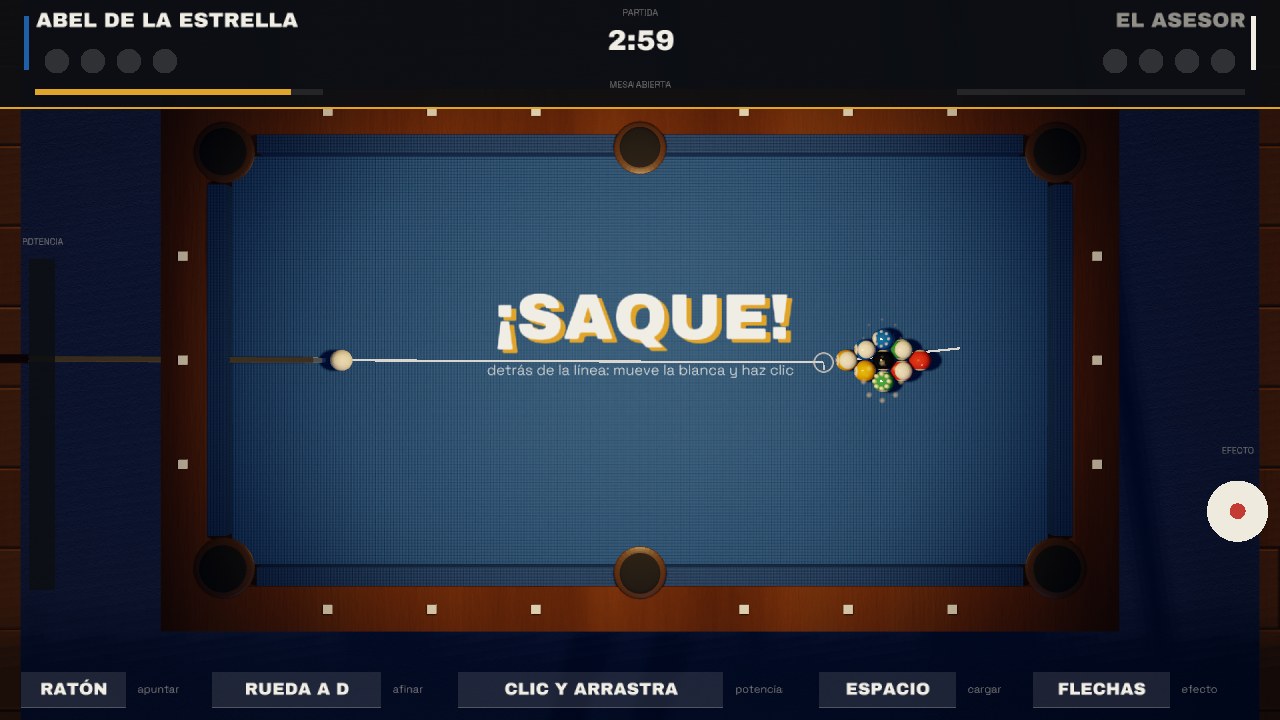 ABEL DE LA ESTRELLA
PARTIDA
2:59
MESA ABIERTA
EL ASESOR
POTENCIA
¡SAQUE!
detrás de la línea: mueve la blanca y haz clic
EFECTO
RATÓN apuntar RUEDA A D afinar CLIC Y ARRASTRA potencia ESPACIO cargar FLECHAS efecto